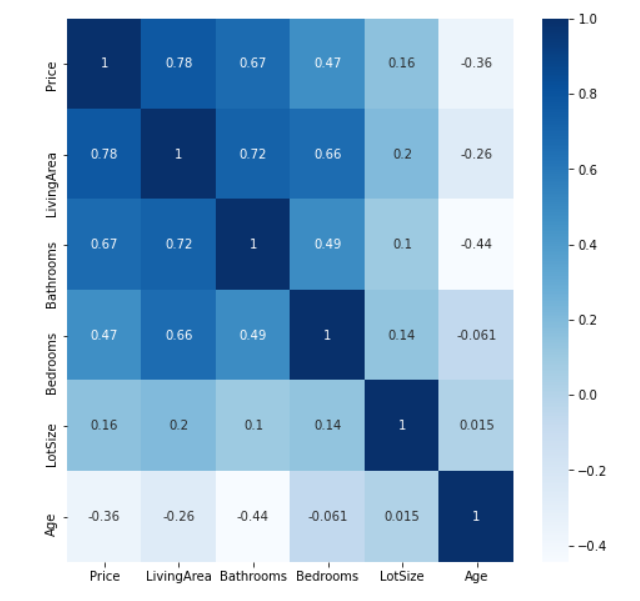 Price 1 0.78 0.67 0.47 0.16 -0.36
LivingArea 0.78 1 0.72 0.66 0.2 -0.26
Bathrooms 0.67 0.72 1 0.49 0.1 -0.44
Bedrooms 0.47 0.66 0.49 1 0.14 -0.061
LotSize 0.16 0.2 0.1 0.14 1 0.015
Age -0.36 -0.26 -0.44 -0.061 0.015 1
Price LivingArea Bathrooms Bedrooms LotSize Age
1.0
0.8
0.6
0.4
0.2
0.0
−0.2
−0.4